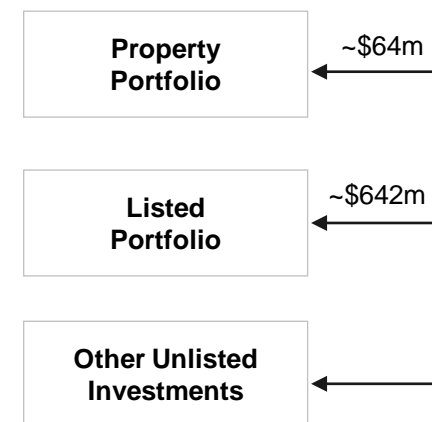 Property
Portfolio
~$64m
Listed
Portfolio
~$642m
Other Unlisted
Investments